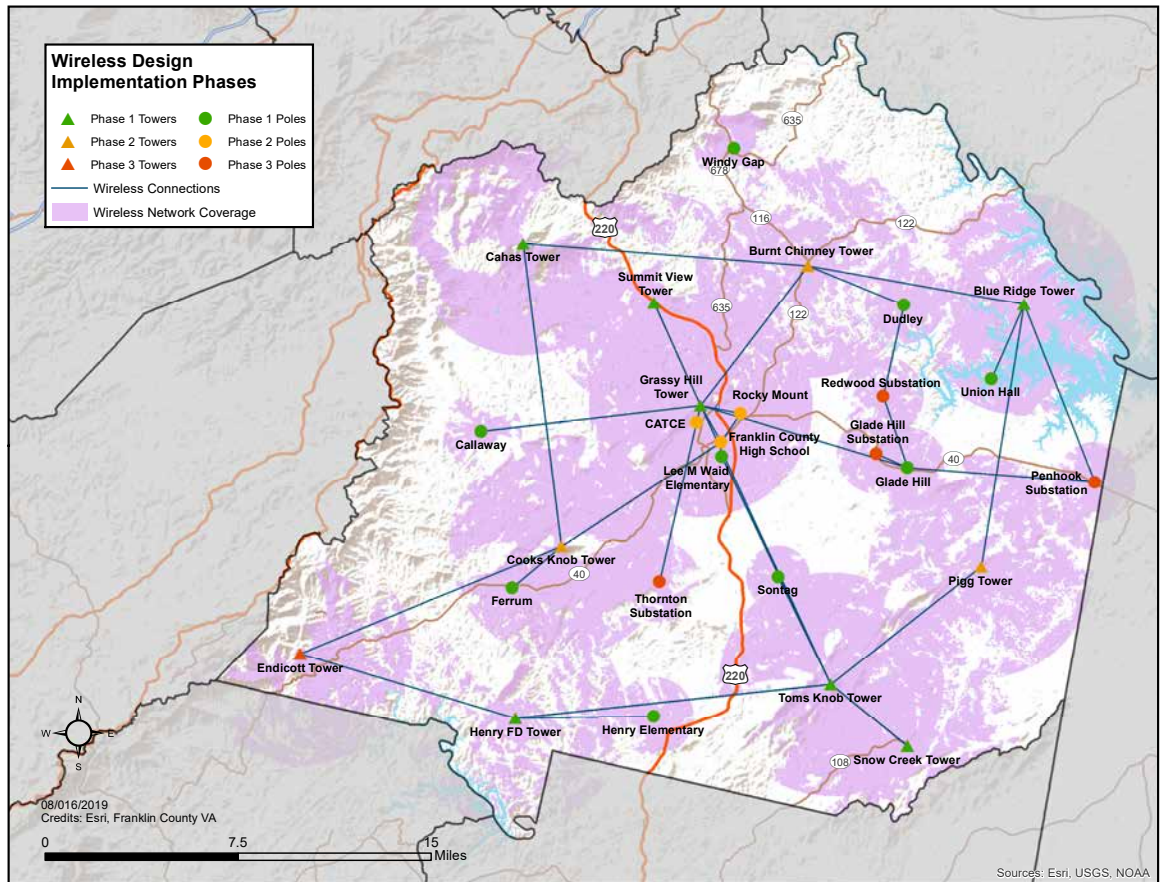 Wireless Design
Implementation Phases
Phase 1 Towers
Phase 1 Poles
Phase 2 Towers
Phase 2 Poles
Phase 3 Towers
Phase 3 Poles
Wireless Connections
Wireless Network Coverage
635
Windy Gap
678
116
122
220
Cahas Tower
Burnt Chimney Tower
Summit View
Tower
Blue Ridge Tower
635
122
Dudley
Grassy Hill
Tower
Rocky Mount
Redwood Substation
Union Hall
CATCE
Callaway
Franklin County
High School
Glade Hill
Substation
Lee M Waid
Elementary
40
Glade Hill
Penhook
Substation
Cooks Knob Tower
40
Ferrum
Thornton
Substation
Sontag
Pigg Tower
Endicott Tower
220
Toms Knob Tower
N
W
E
S
Henry FD Tower
Henry Elementary
108
Snow Creek Tower
08/016/2019
Credits: Esri, Franklin County VA
0
7.5
15
Miles
Sources: Esri, USGS, NOAA